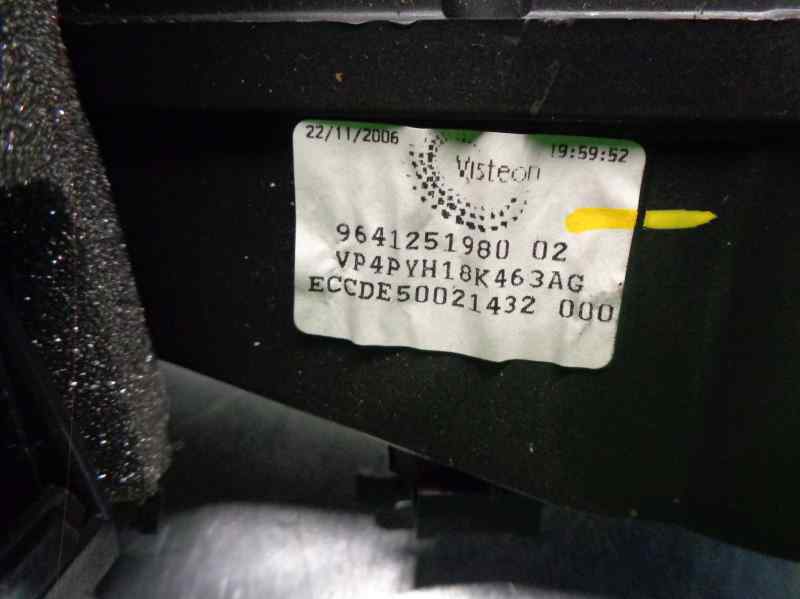 22/11/2006 19:59:52
Visteon
9641251980 02
VP4PYH18K463AG
ECCDE50021432 000